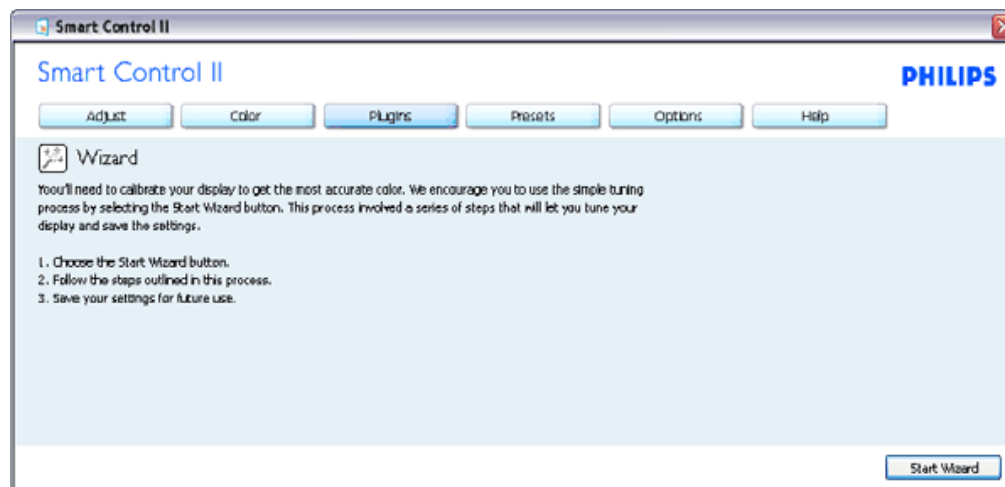 Smart Control II
Smart Control II
PHILIPS
Adjust Color Plugins Presets Options Help
Wizard
Yoou'll need to calibrate your display to get the most accurate color. We encourage you to use the simple tuning
process by selecting the Start Wizard button. This process involved a series of steps that will let you tune your
display and save the settings.
1. Choose the Start Wizard button.
2. Follow the steps outlined in this process.
3. Save your settings for future use.
Start Wizard